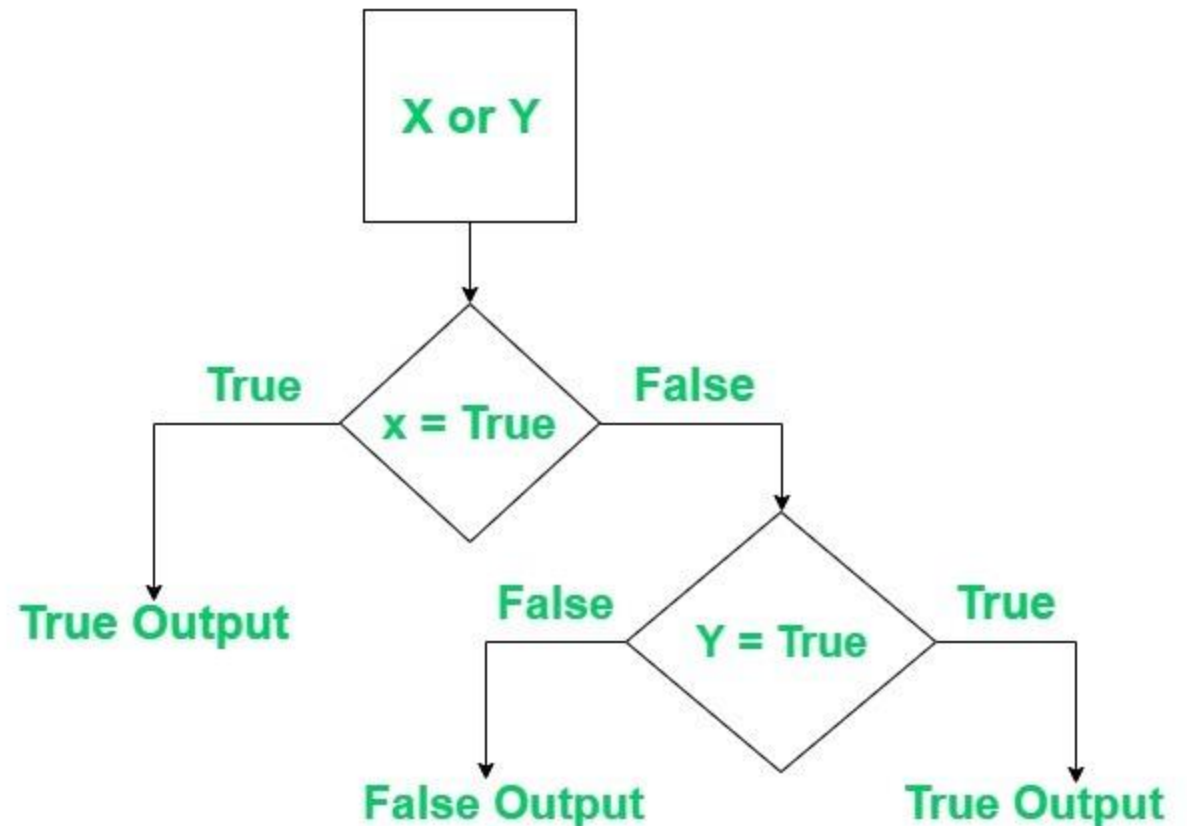 X or Y
True
False
x = True
False
True
True Output
Y = True
False Output
True Output